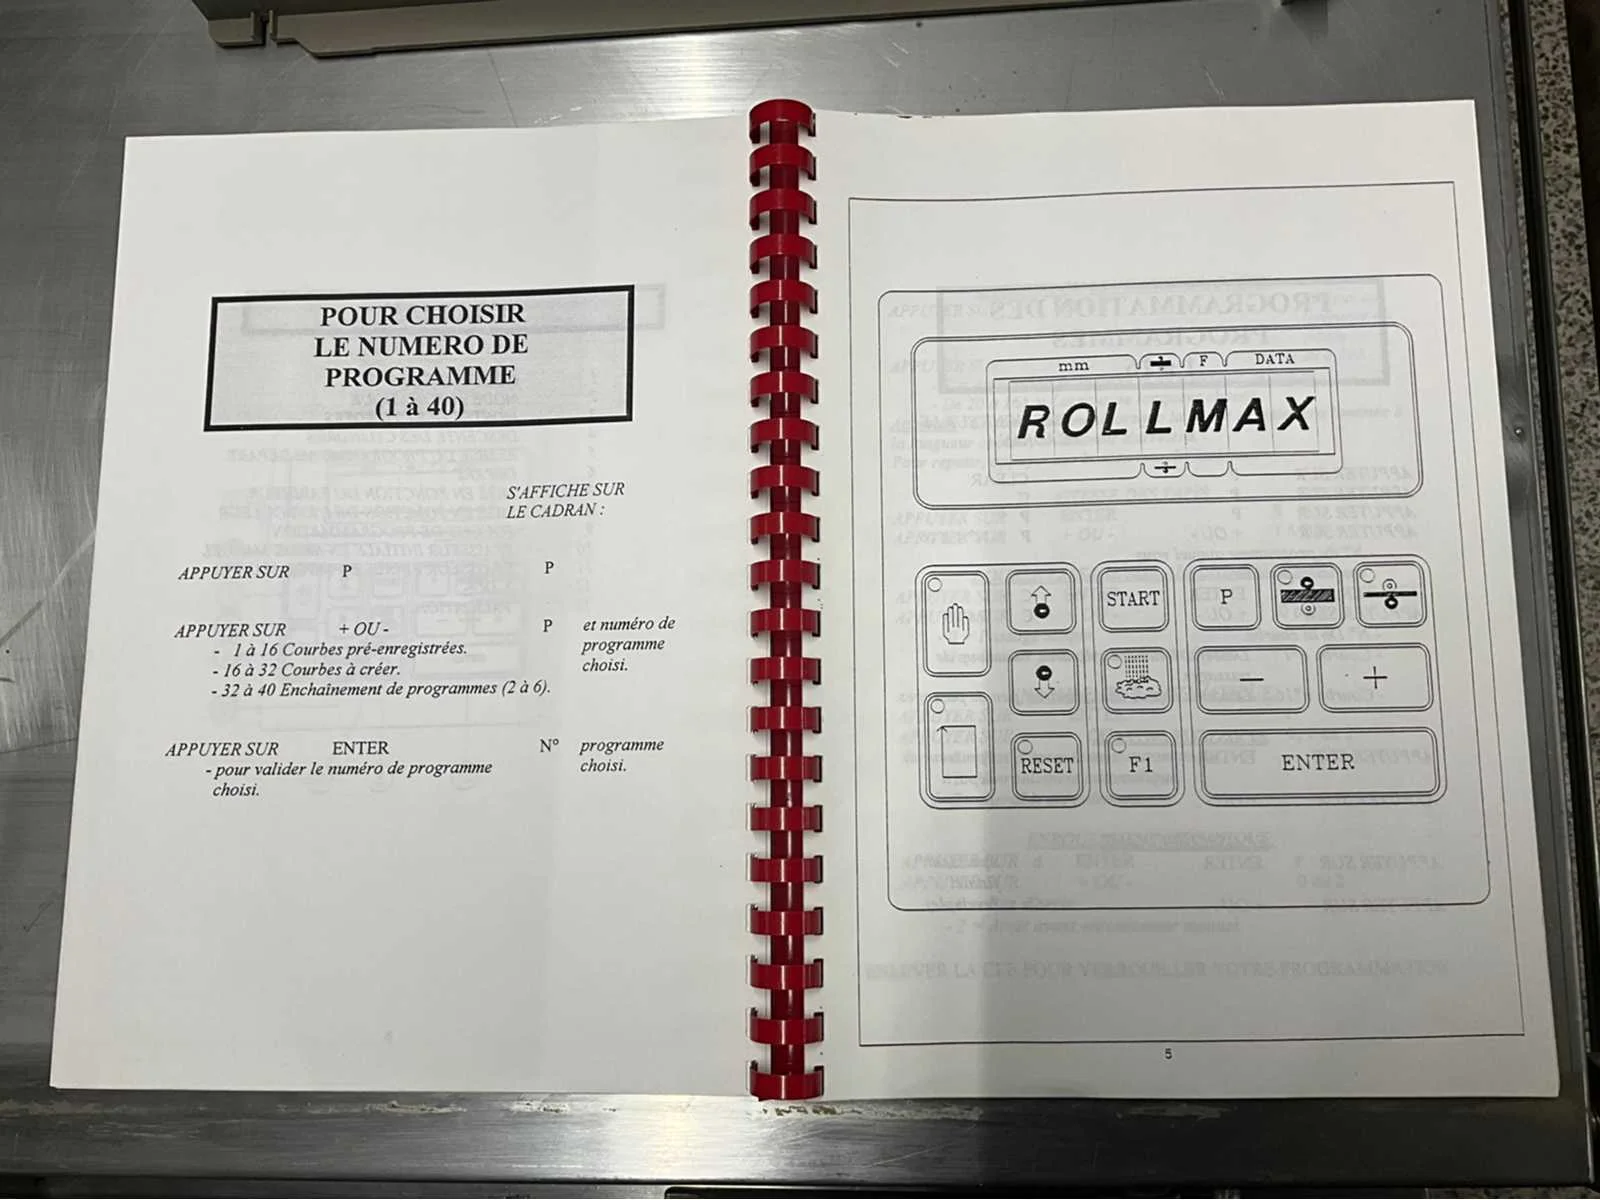 POUR CHOISIR
LE NUMERO DE
PROGRAMME
(1 à 40)
S'AFFICHE SUR
LE CADRAN :
APPUYER SUR P P
APPUYER SUR + OU - P et numéro de
programme
choisi.
- 1 à 16 Courbes pré-enregistrées.
- 16 à 32 Courbes à créer.
- 32 à 40 Enchaînement de programmes (2 à 6).
APPUYER SUR ENTER N° programme
choisi.
- pour valider le numéro de programme
choisi.
mm F DATA
ROLLMAX
START P
- +
RESET F1 ENTER
5